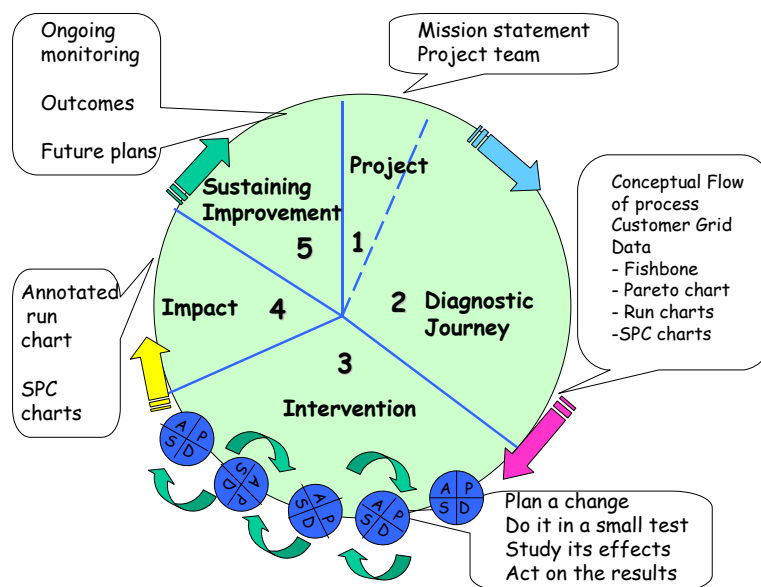 Ongoing
monitoring
Outcomes
Future plans
Mission statement
Project team
Project
1
Sustaining
Improvement
5
Conceptual Flow
of process
Customer Grid
Data
- Fishbone
- Pareto chart
- Run charts
-SPC charts
2
Diagnostic
Journey
Impact
4
Annotated
run
chart
SPC
charts
3
Intervention
A P
S D
A P
S D
A P
S D
A P
S D
A P
S D
Plan a change
Do it in a small test
Study its effects
Act on the results